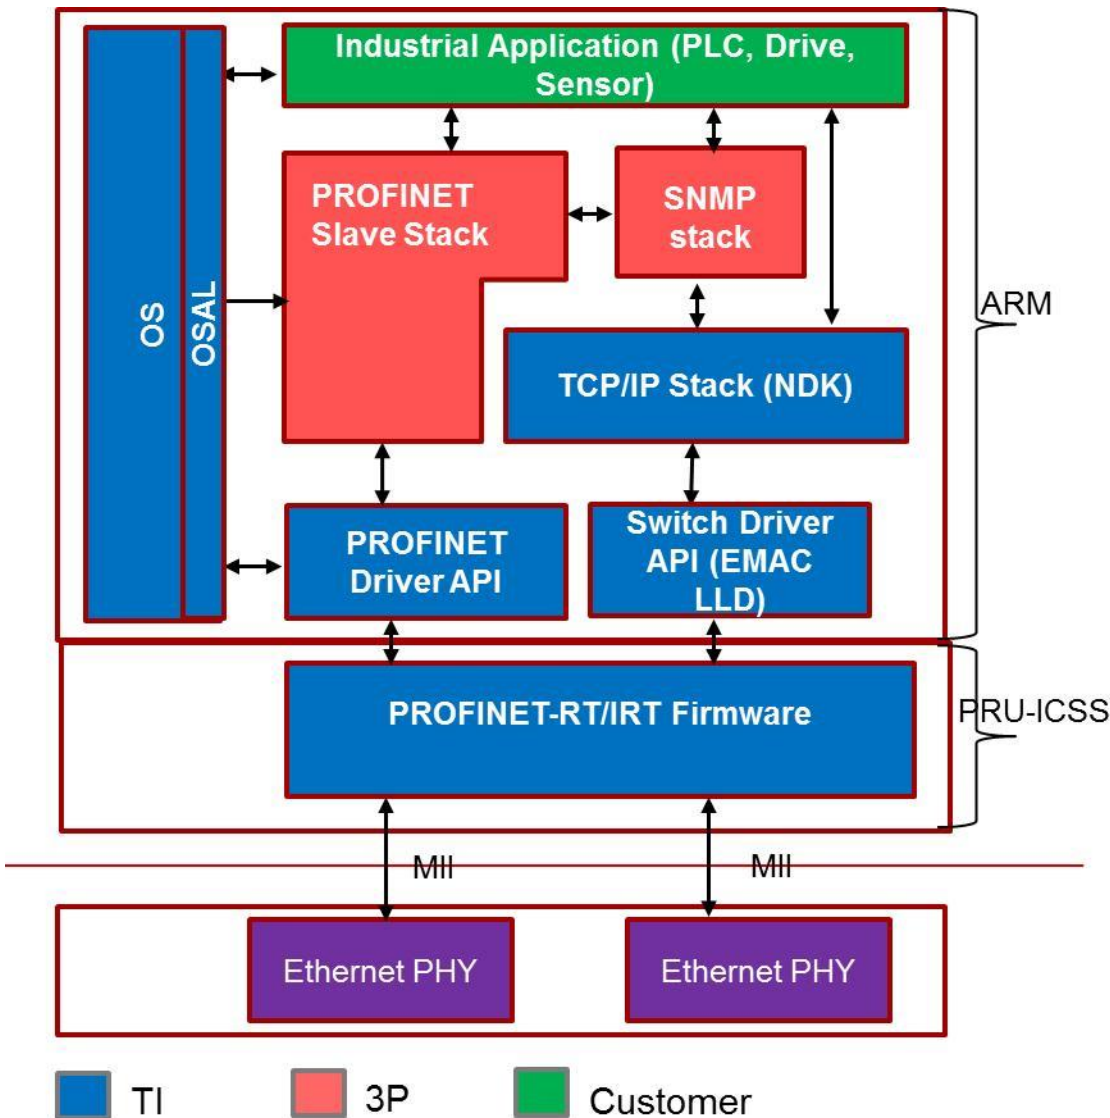 Industrial Application (PLC, Drive,
Sensor)
PROFINET
Slave Stack
SNMP
stack
OS
OSAL
ARM
TCP/IP Stack (NDK)
PROFINET
Driver API
Switch Driver
API (EMAC
LLD)
PROFINET-RT/IRT Firmware
PRU-ICSS
MII
MII
Ethernet PHY
Ethernet PHY
TI
3P
Customer